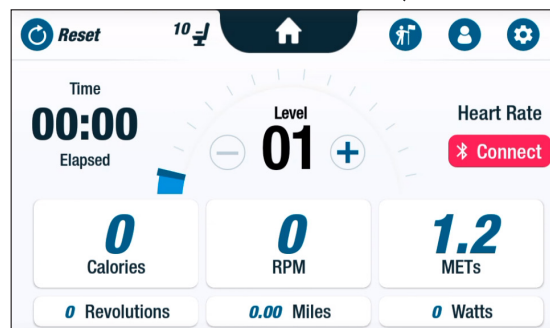 Reset
10
Time
00:00
Elapsed
Level
01
Heart Rate
Connect
0
Calories
0
RPM
1.2
METs
0 Revolutions
0.00 Miles
0 Watts